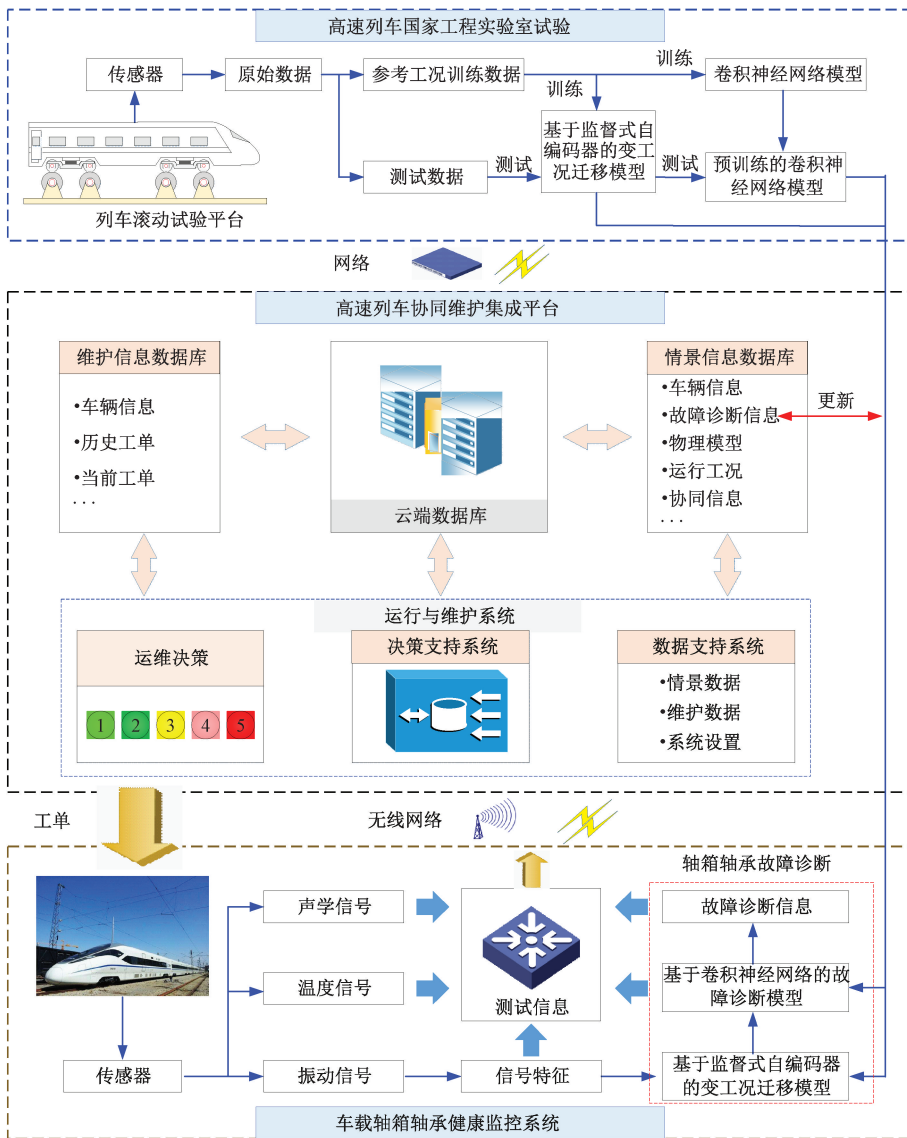 高速列车国家工程实验室试验
传感器
原始数据
参考工况训练数据
训练
卷积神经网络模型
训练
基于监督式自
编码器的变工
况迁移模型
测试数据
测试
测试
预训练的卷积神
经网络模型
列车滚动试验平台
网络
高速列车协同维护集成平台
维护信息数据库
•车辆信息
•历史工单
•当前工单
···
云端数据库
情景信息数据库
•车辆信息
•故障诊断信息
•物理模型
•运行工况
•协同信息
···
更新
运行与维护系统
运维决策
1 2 3 4 5
决策支持系统
数据支持系统
•情景数据
•维护数据
•系统设置
工单
无线网络
轴箱轴承故障诊断
声学信号
温度信号
测试信息
故障诊断信息
基于卷积神经网络的故
障诊断模型
传感器
振动信号
信号特征
基于监督式自编码器
的变工况迁移模型
车载轴箱轴承健康监控系统